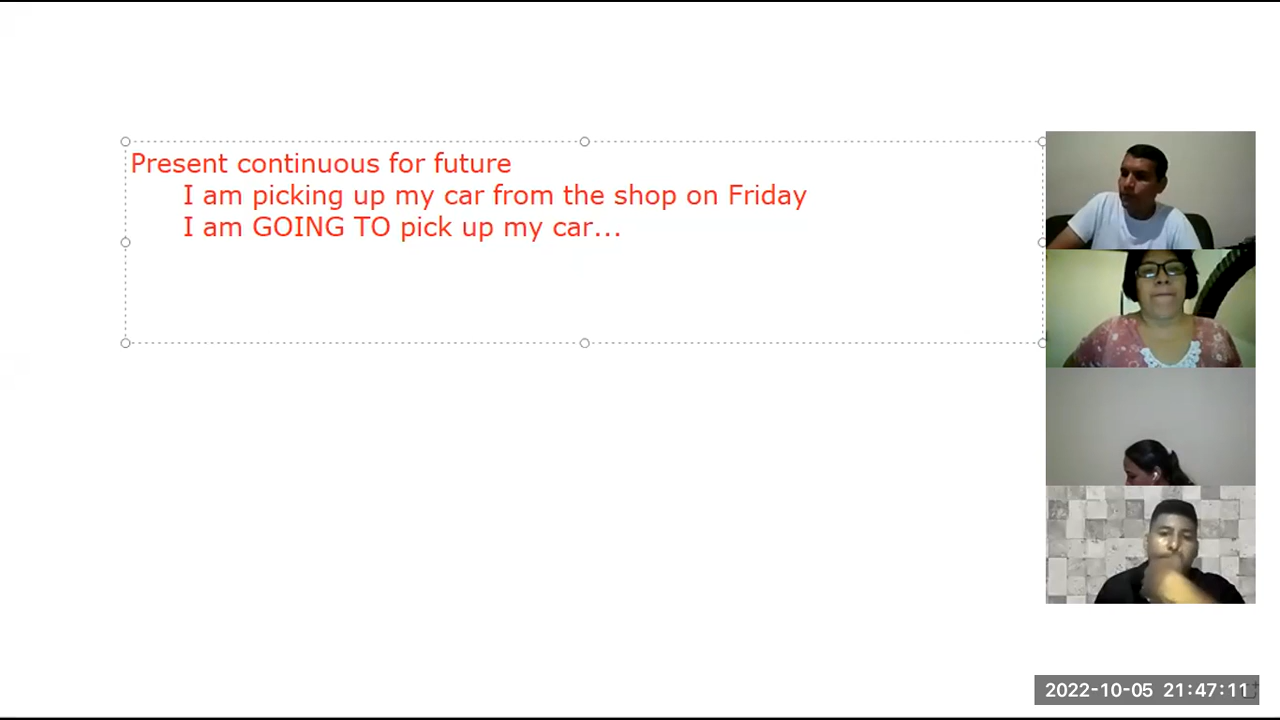 Present continuous for future
I am picking up my car from the shop on Friday
I am GOING TO pick up my car...
2022-10-05 21:47:11